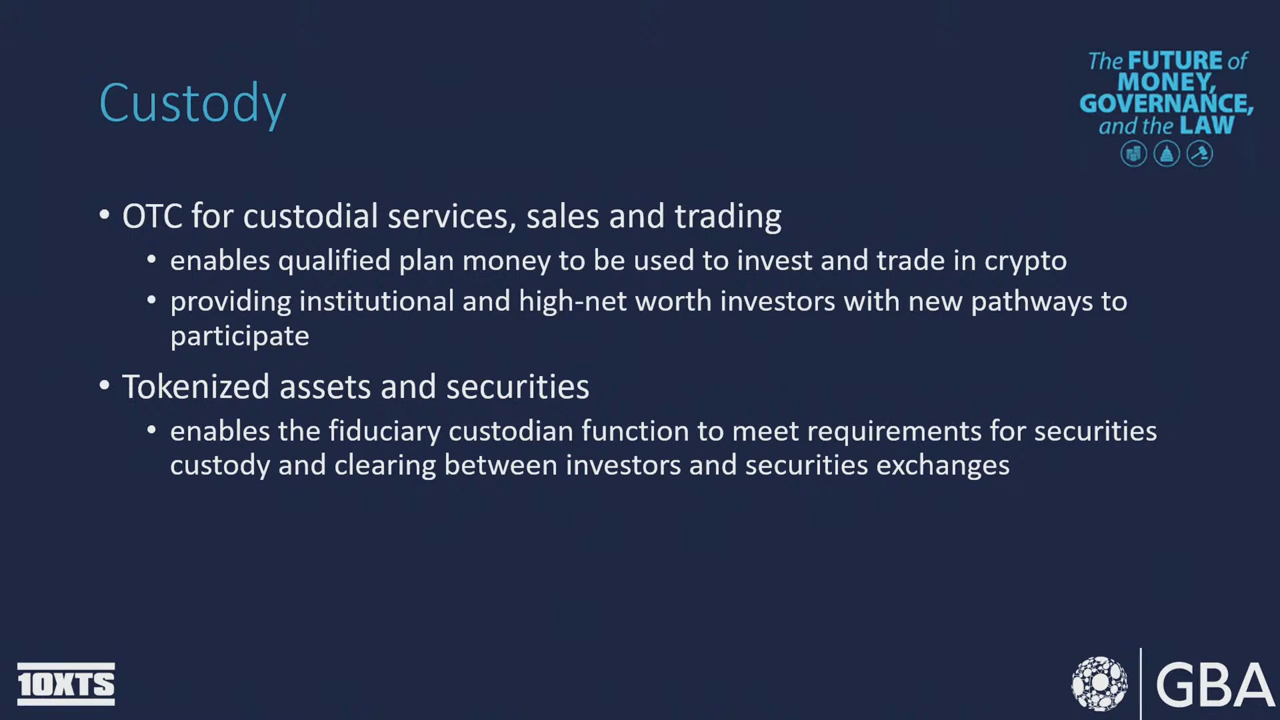 Custody
The FUTURE of
MONEY,
GOVERNANCE,
and the LAW
• OTC for custodial services, sales and trading
• enables qualified plan money to be used to invest and trade in crypto
• providing institutional and high-net worth investors with new pathways to
participate
• Tokenized assets and securities
• enables the fiduciary custodian function to meet requirements for securities
custody and clearing between investors and securities exchanges
10XTS
GBA